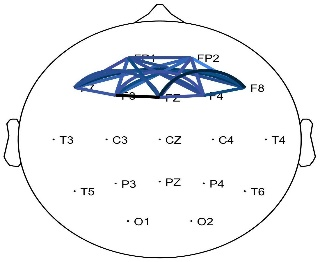 FP1 FP2
F7 F3 FZ F4 F8
T3 C3 CZ C4 T4
T5 P3 PZ P4 T6
O1 O2